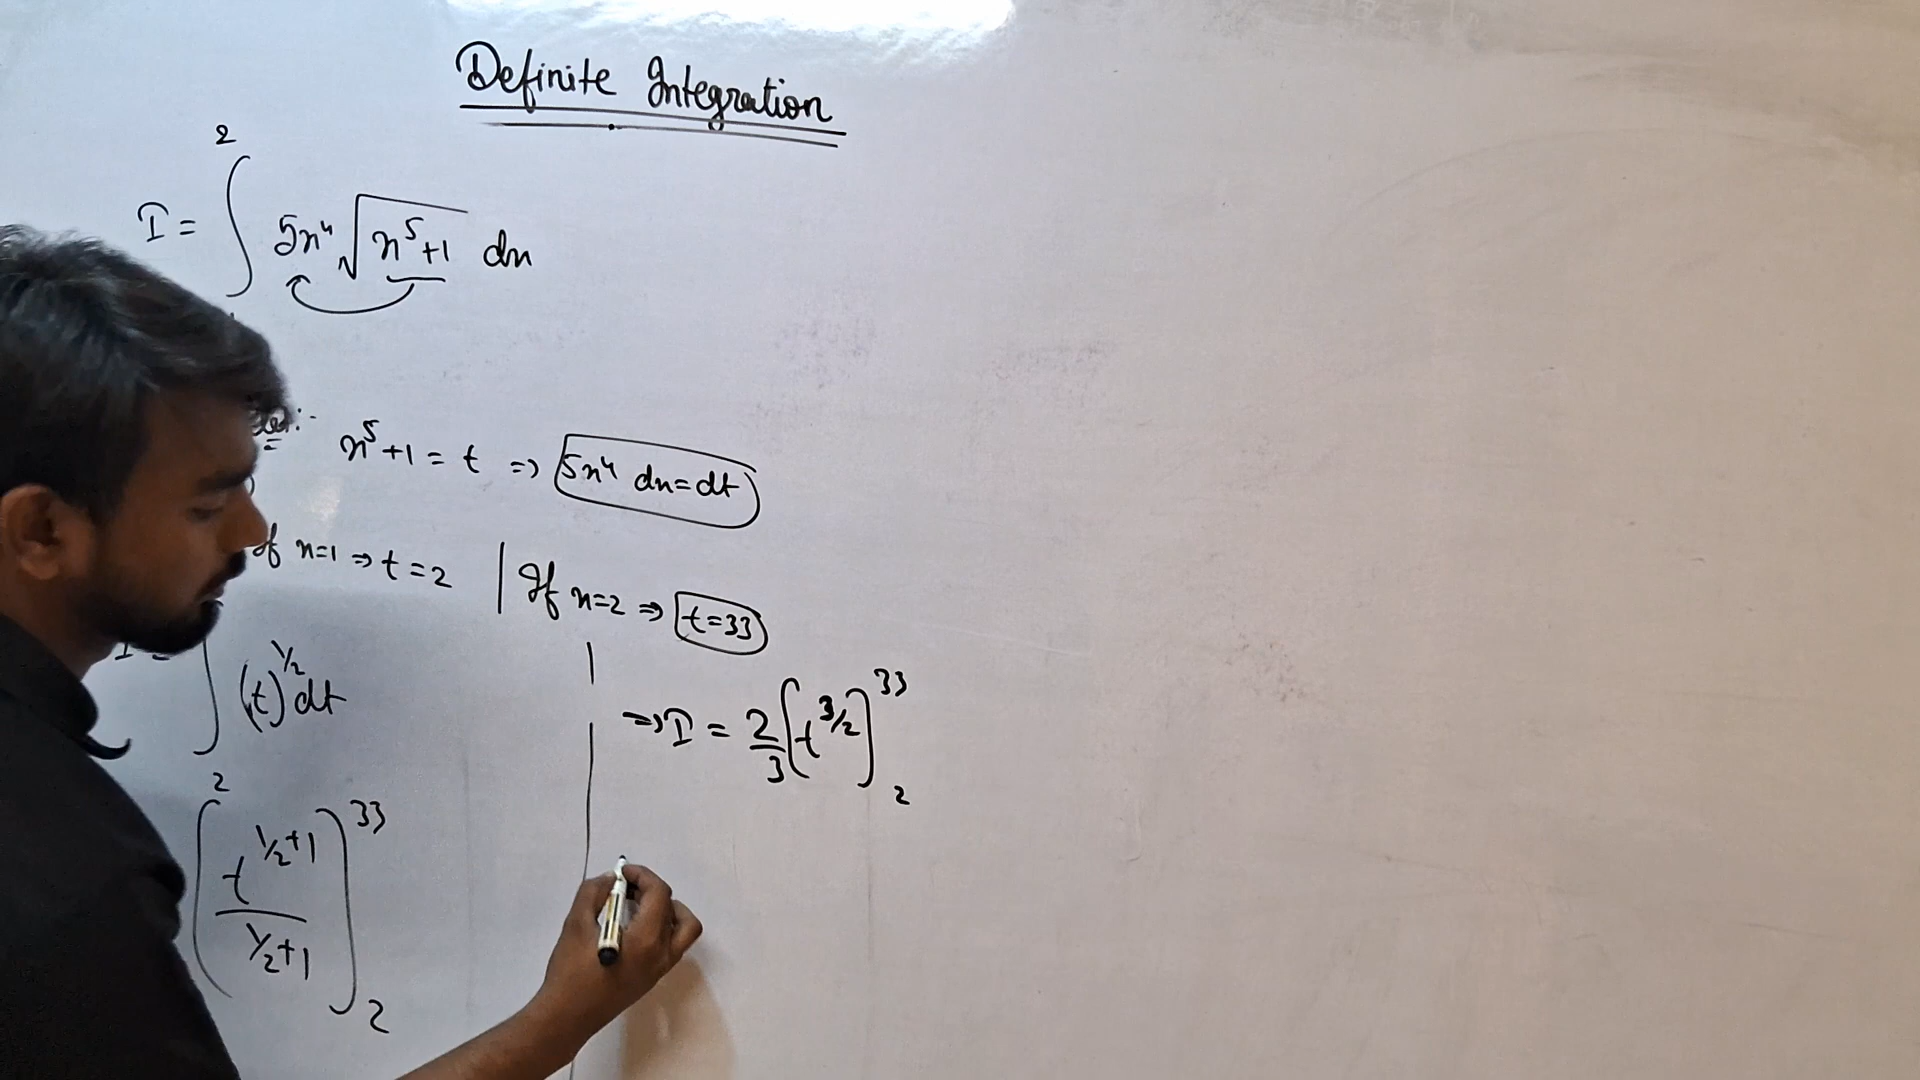 Definite Integration
I = ∫ 2 5x⁴ √(x⁵+1) dx
x⁵+1 = t ⇒ 5x⁴ dx = dt
If x=1 ⇒ t = 2 | If x=2 ⇒ t=33
∫ 2 (t)^1/2 dt
[t^(1/2+1) / (1/2+1)] 33 2
⇒ I = 2/3 [t^3/2] 33 2